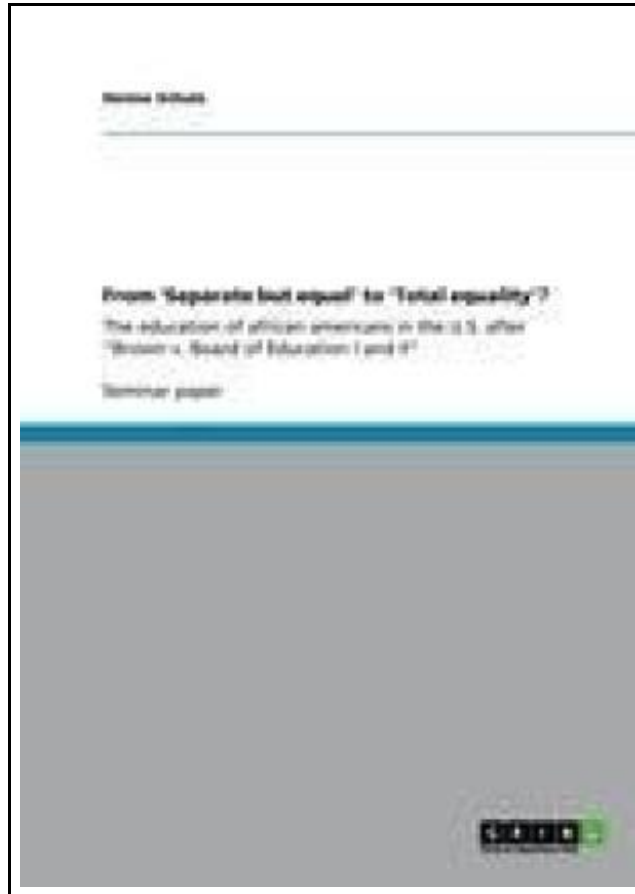 From 'Separate but equal' to 'Total equality'?
The education of african americans in the U.S. after
"Brown v. Board of Education I and II"
Seminar paper
GRIN